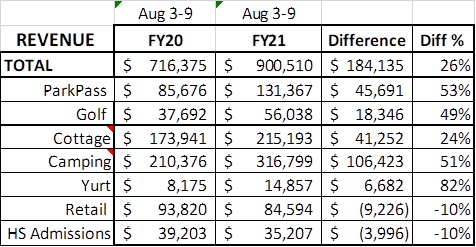 Aug 3-9 Aug 3-9
REVENUE FY20 FY21 Difference Diff %
TOTAL $ 716,375 $ 900,510 $ 184,135 26%
ParkPass $ 85,676 $ 131,367 $ 45,691 53%
Golf $ 37,692 $ 56,038 $ 18,346 49%
Cottage $ 173,941 $ 215,193 $ 41,252 24%
Camping $ 210,376 $ 316,799 $ 106,423 51%
Yurt $ 8,175 $ 14,857 $ 6,682 82%
Retail $ 93,820 $ 84,594 $ (9,226) -10%
HS Admissions $ 39,203 $ 35,207 $ (3,996) -10%